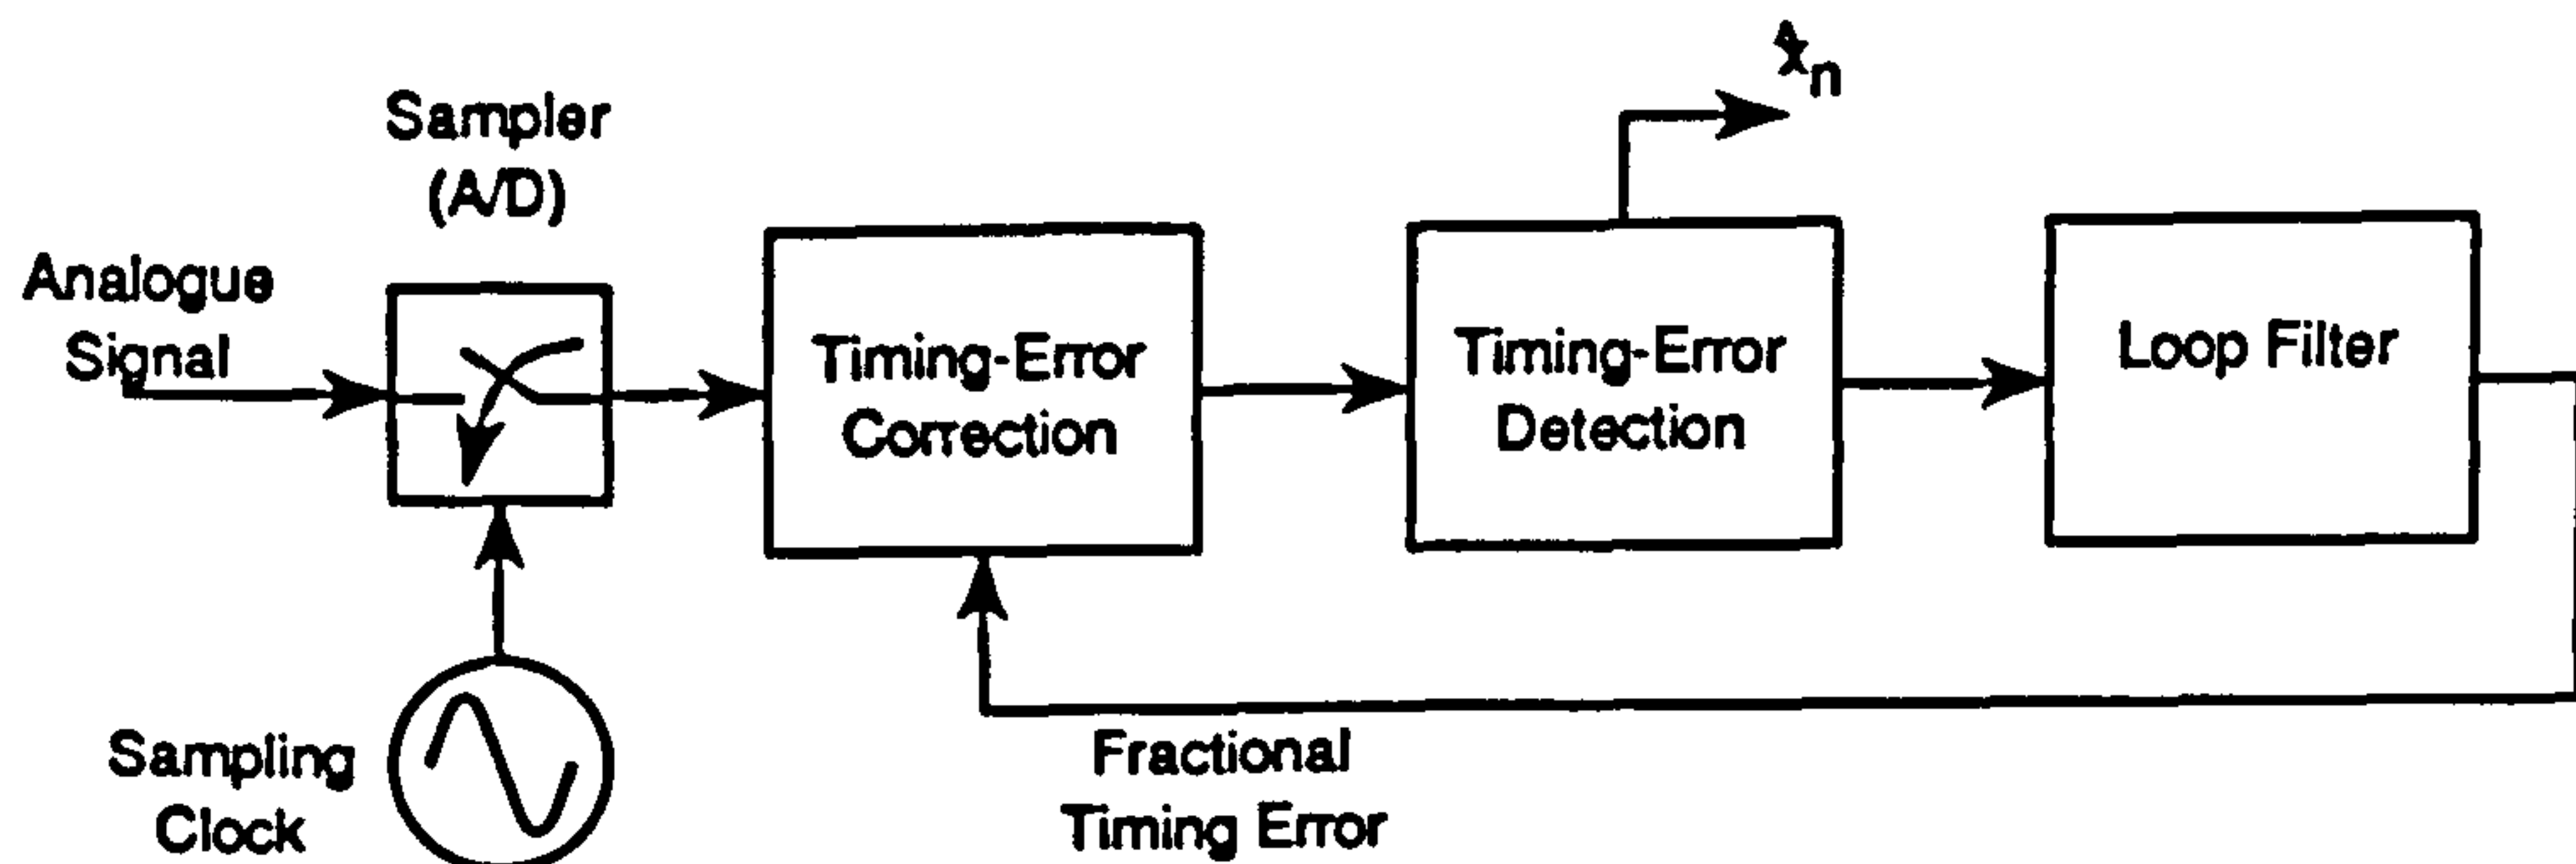 x̂n
Sampler
(A/D)
Analogue
Signal
Timing-Error
Correction
Timing-Error
Detection
Loop Filter
Sampling
Clock
Fractional
Timing Error